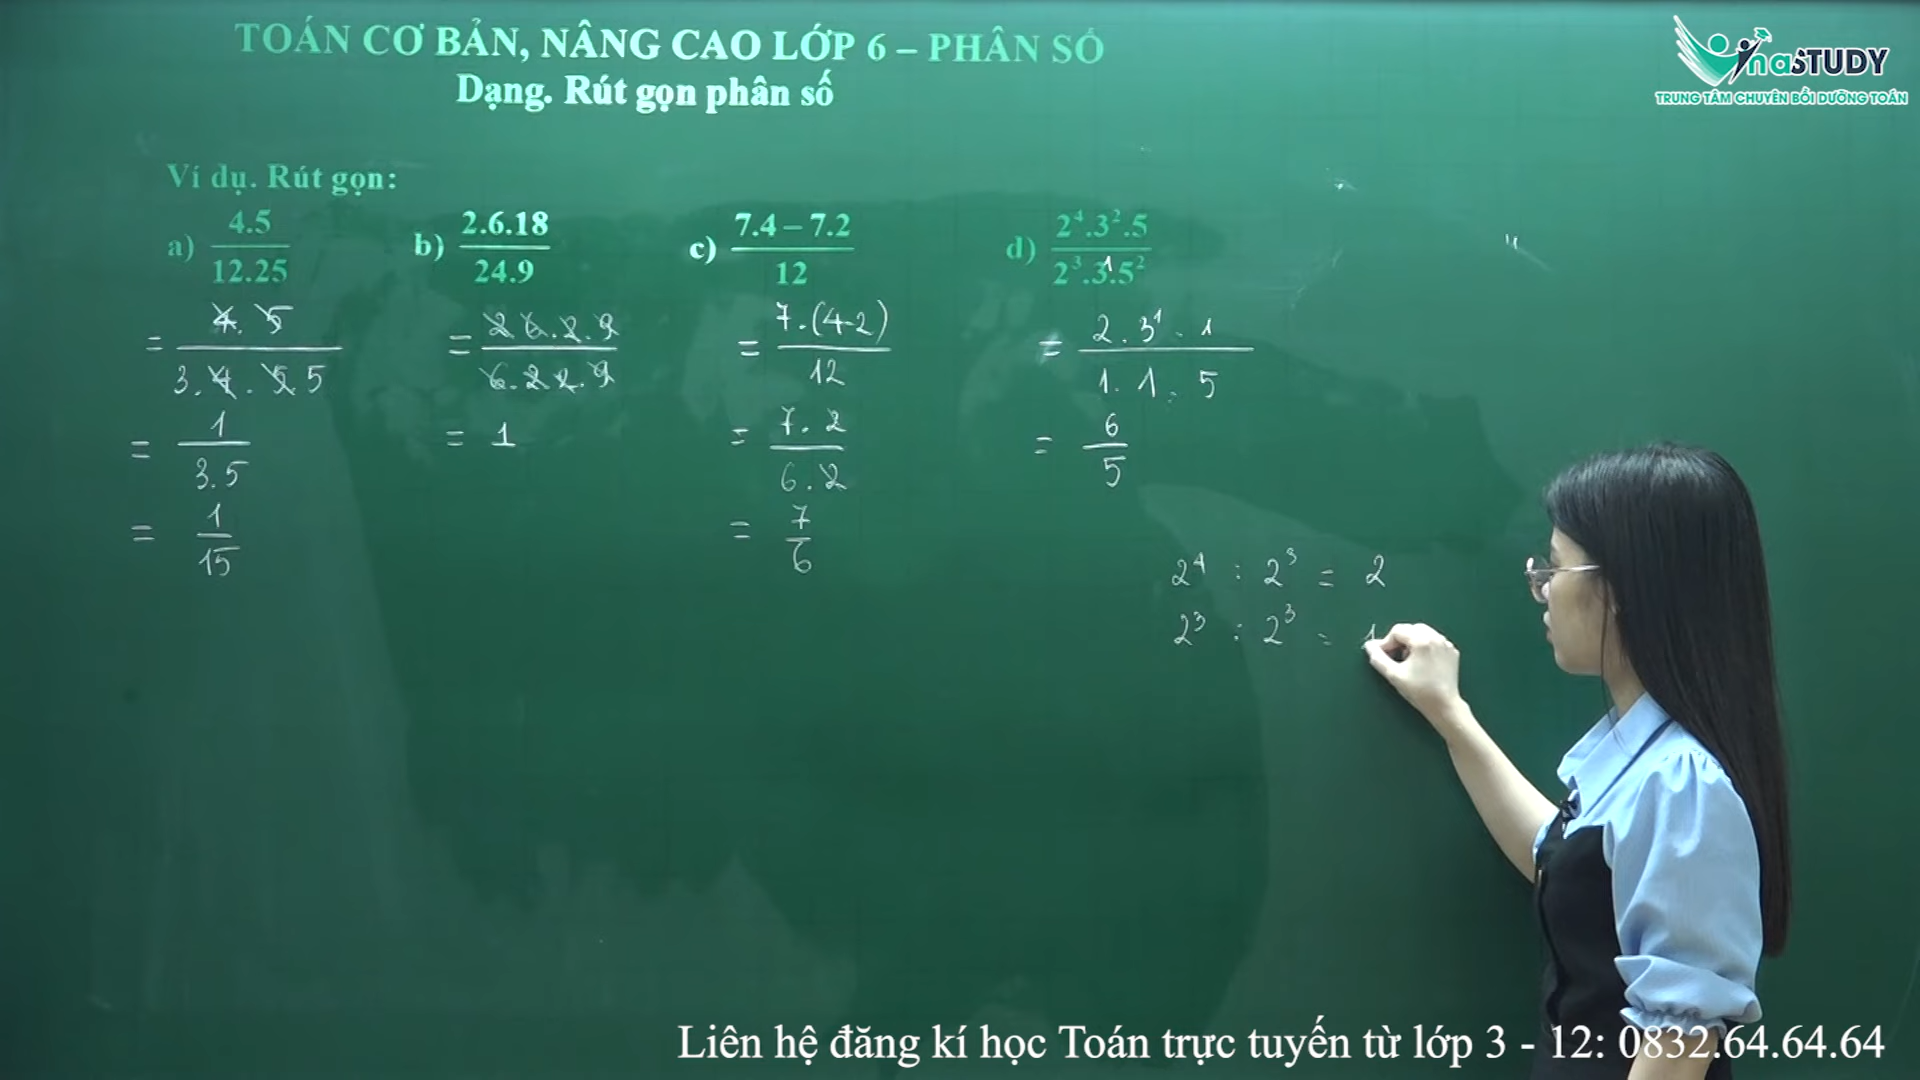 TOÁN CƠ BẢN, NÂNG CAO LỚP 6 – PHÂN SỐ
Dạng. Rút gọn phân số
VinaSTUDY
TRUNG TÂM CHUYÊN BỒI DƯỠNG TOÁN
Ví dụ. Rút gọn:
a) 4.5 / 12.25
= 4. 5 / 3. 4. 5 5
= 1 / 3.5
= 1 / 15
b) 2.6.18 / 24.9
= 2 6. 2. 9 / 6. 2 2. 9
= 1
c) 7.4 – 7.2 / 12
= 7. (4-2) / 12
= 7. 2 / 6. 2
= 7 / 6
d) 2⁴.3².5 / 2³.3¹.5²
= 2. 3¹. 1 / 1. 1. 5
= 6 / 5
2⁴ : 2³ = 2
2³ : 2³ = 1
Liên hệ đăng kí học Toán trực tuyến từ lớp 3 - 12: 0832.64.64.64